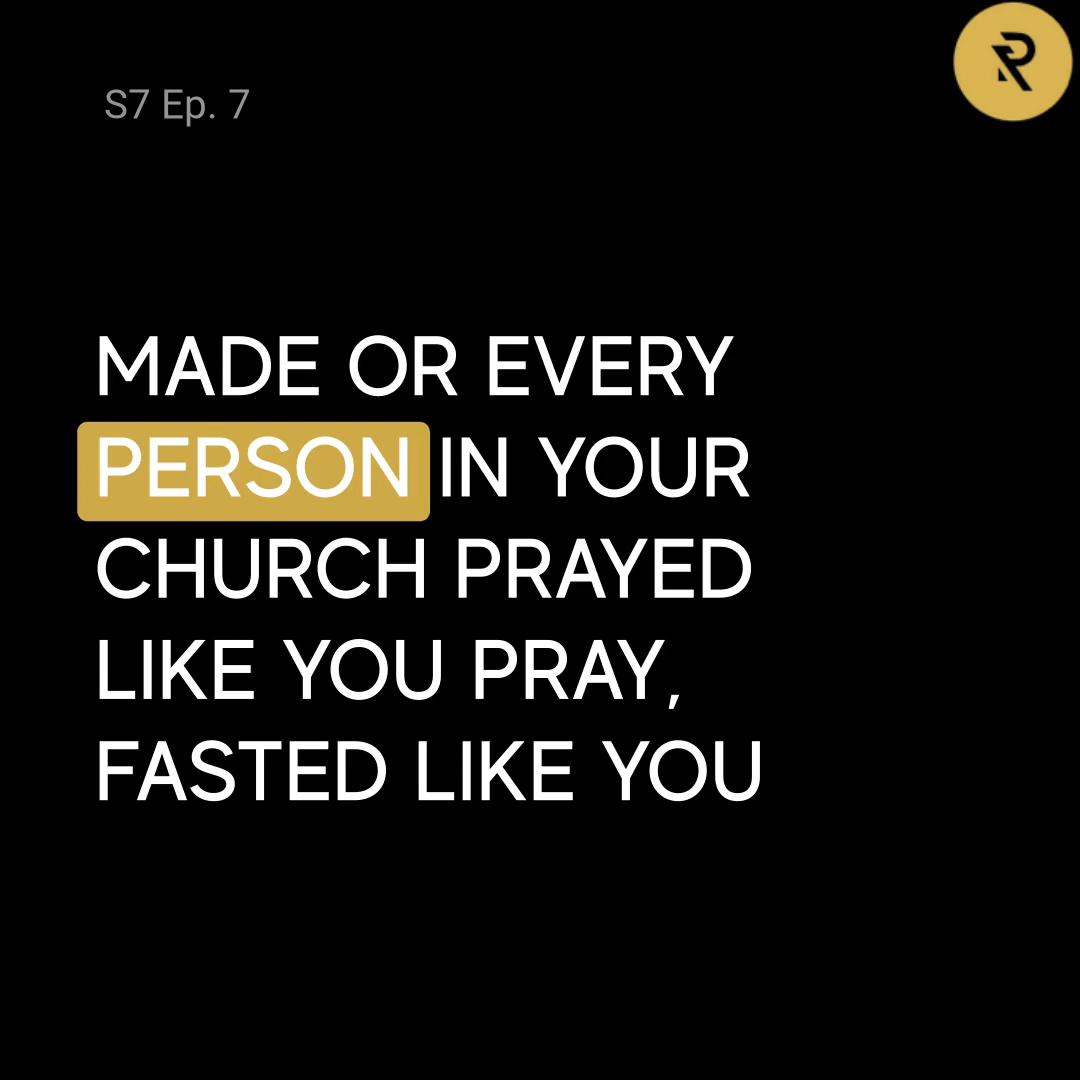 S7 Ep. 7
MADE OR EVERY
PERSON IN YOUR
CHURCH PRAYED
LIKE YOU PRAY,
FASTED LIKE YOU